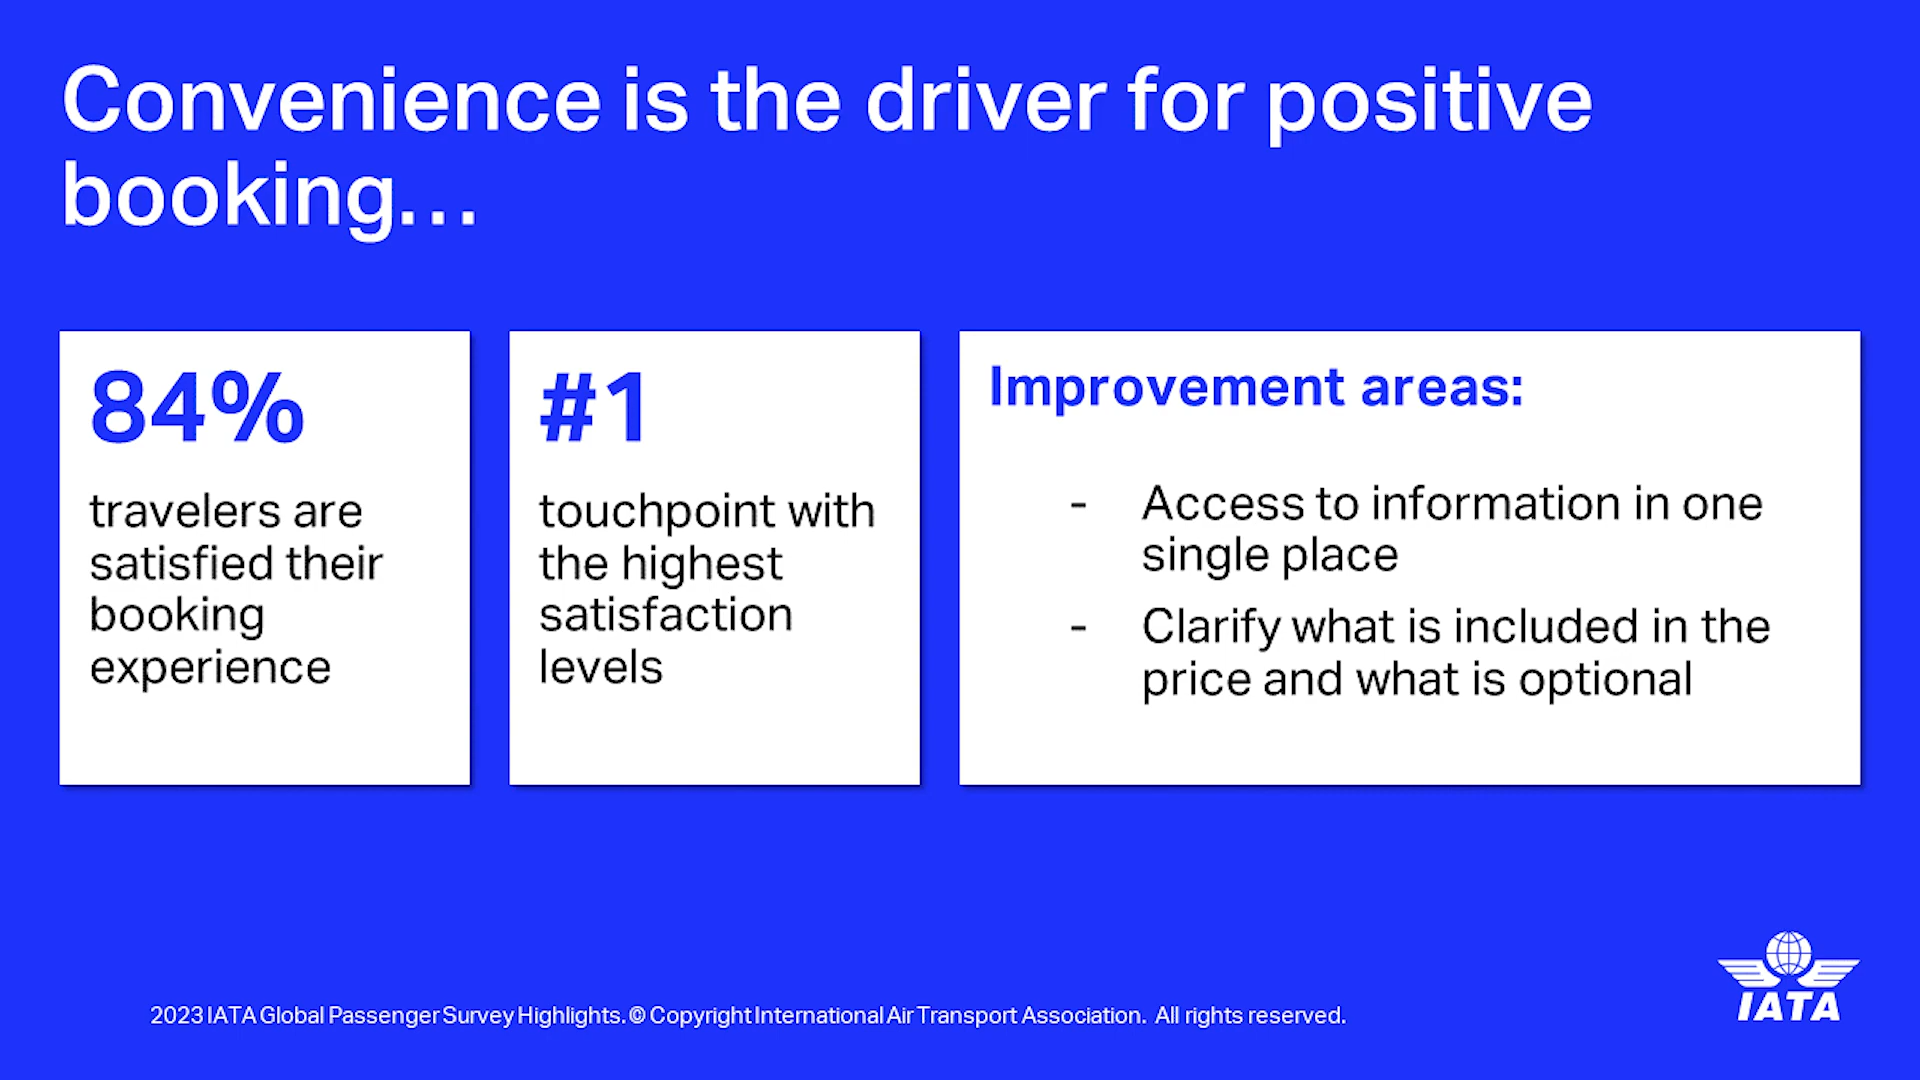 Convenience is the driver for positive
booking...
84%
travelers are
satisfied their
booking
experience
#1
touchpoint with
the highest
satisfaction
levels
Improvement areas:
- Access to information in one
single place
- Clarify what is included in the
price and what is optional
2023 IATA Global Passenger Survey Highlights. © Copyright International Air Transport Association. All rights reserved.
IATA